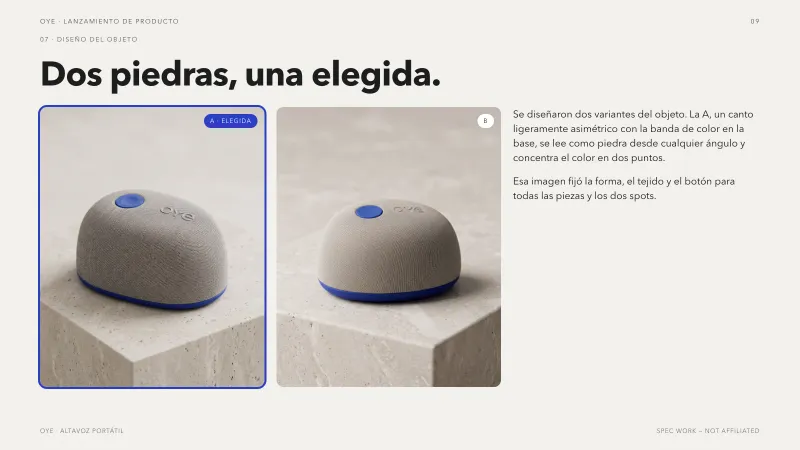 OYE · LANZAMIENTO DE PRODUCTO
09
07 · DISEÑO DEL OBJETO
Dos piedras, una elegida.
A · ELEGIDA
B
oye
oye
Se diseñaron dos variantes del objeto. La A, un canto
ligeramente asimétrico con la banda de color en la
base, se lee como piedra desde cualquier ángulo y
concentra el color en dos puntos.
Esa imagen fijó la forma, el tejido y el botón para
todas las piezas y los dos spots.
OYE · ALTAVOZ PORTÁTIL
SPEC WORK – NOT AFFILIATED